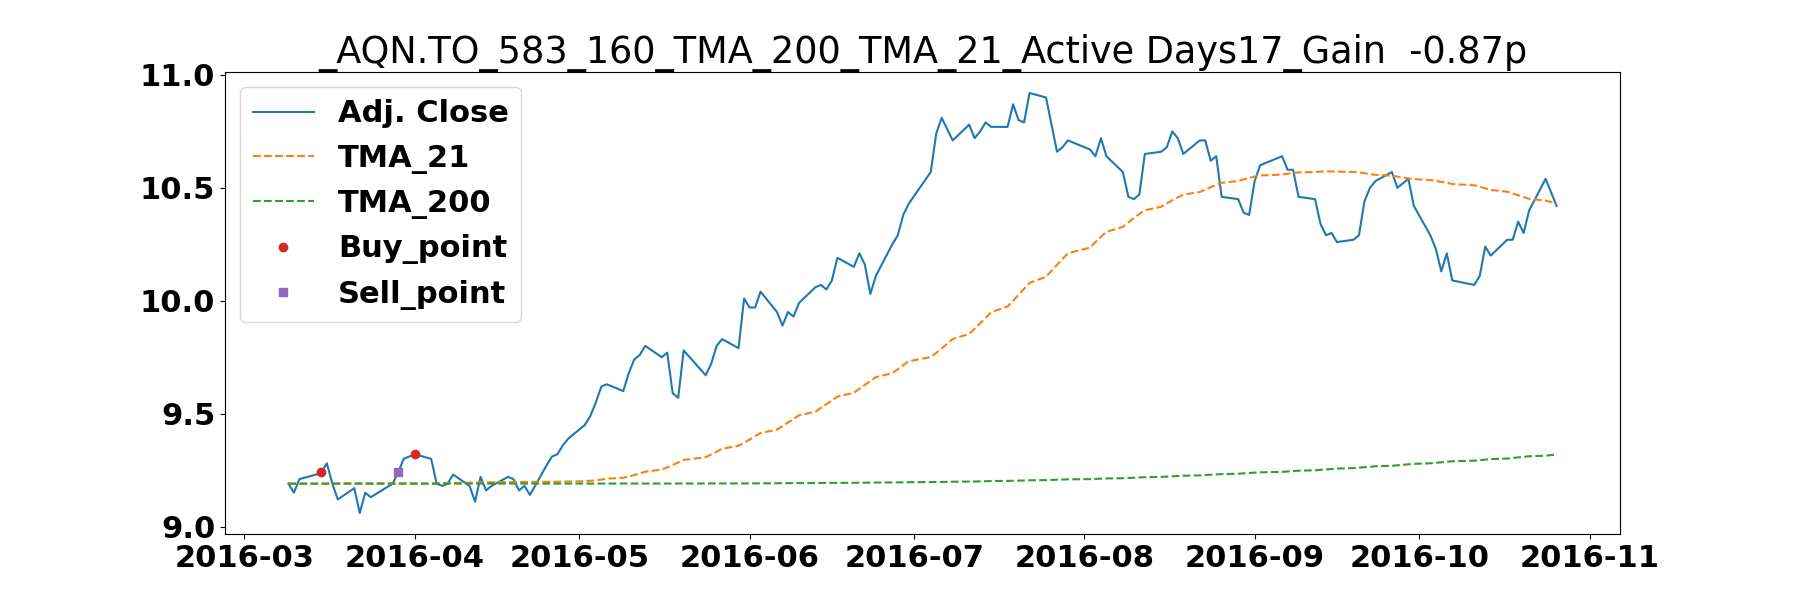 _AQN.TO_583_160_TMA_200_TMA_21_Active Days17_Gain  -0.87p
11.0
10.5
10.0
9.5
9.0
Adj. Close
TMA_21
TMA_200
Buy_point
Sell_point
2016-03 2016-04 2016-05 2016-06 2016-07 2016-08 2016-09 2016-10 2016-11